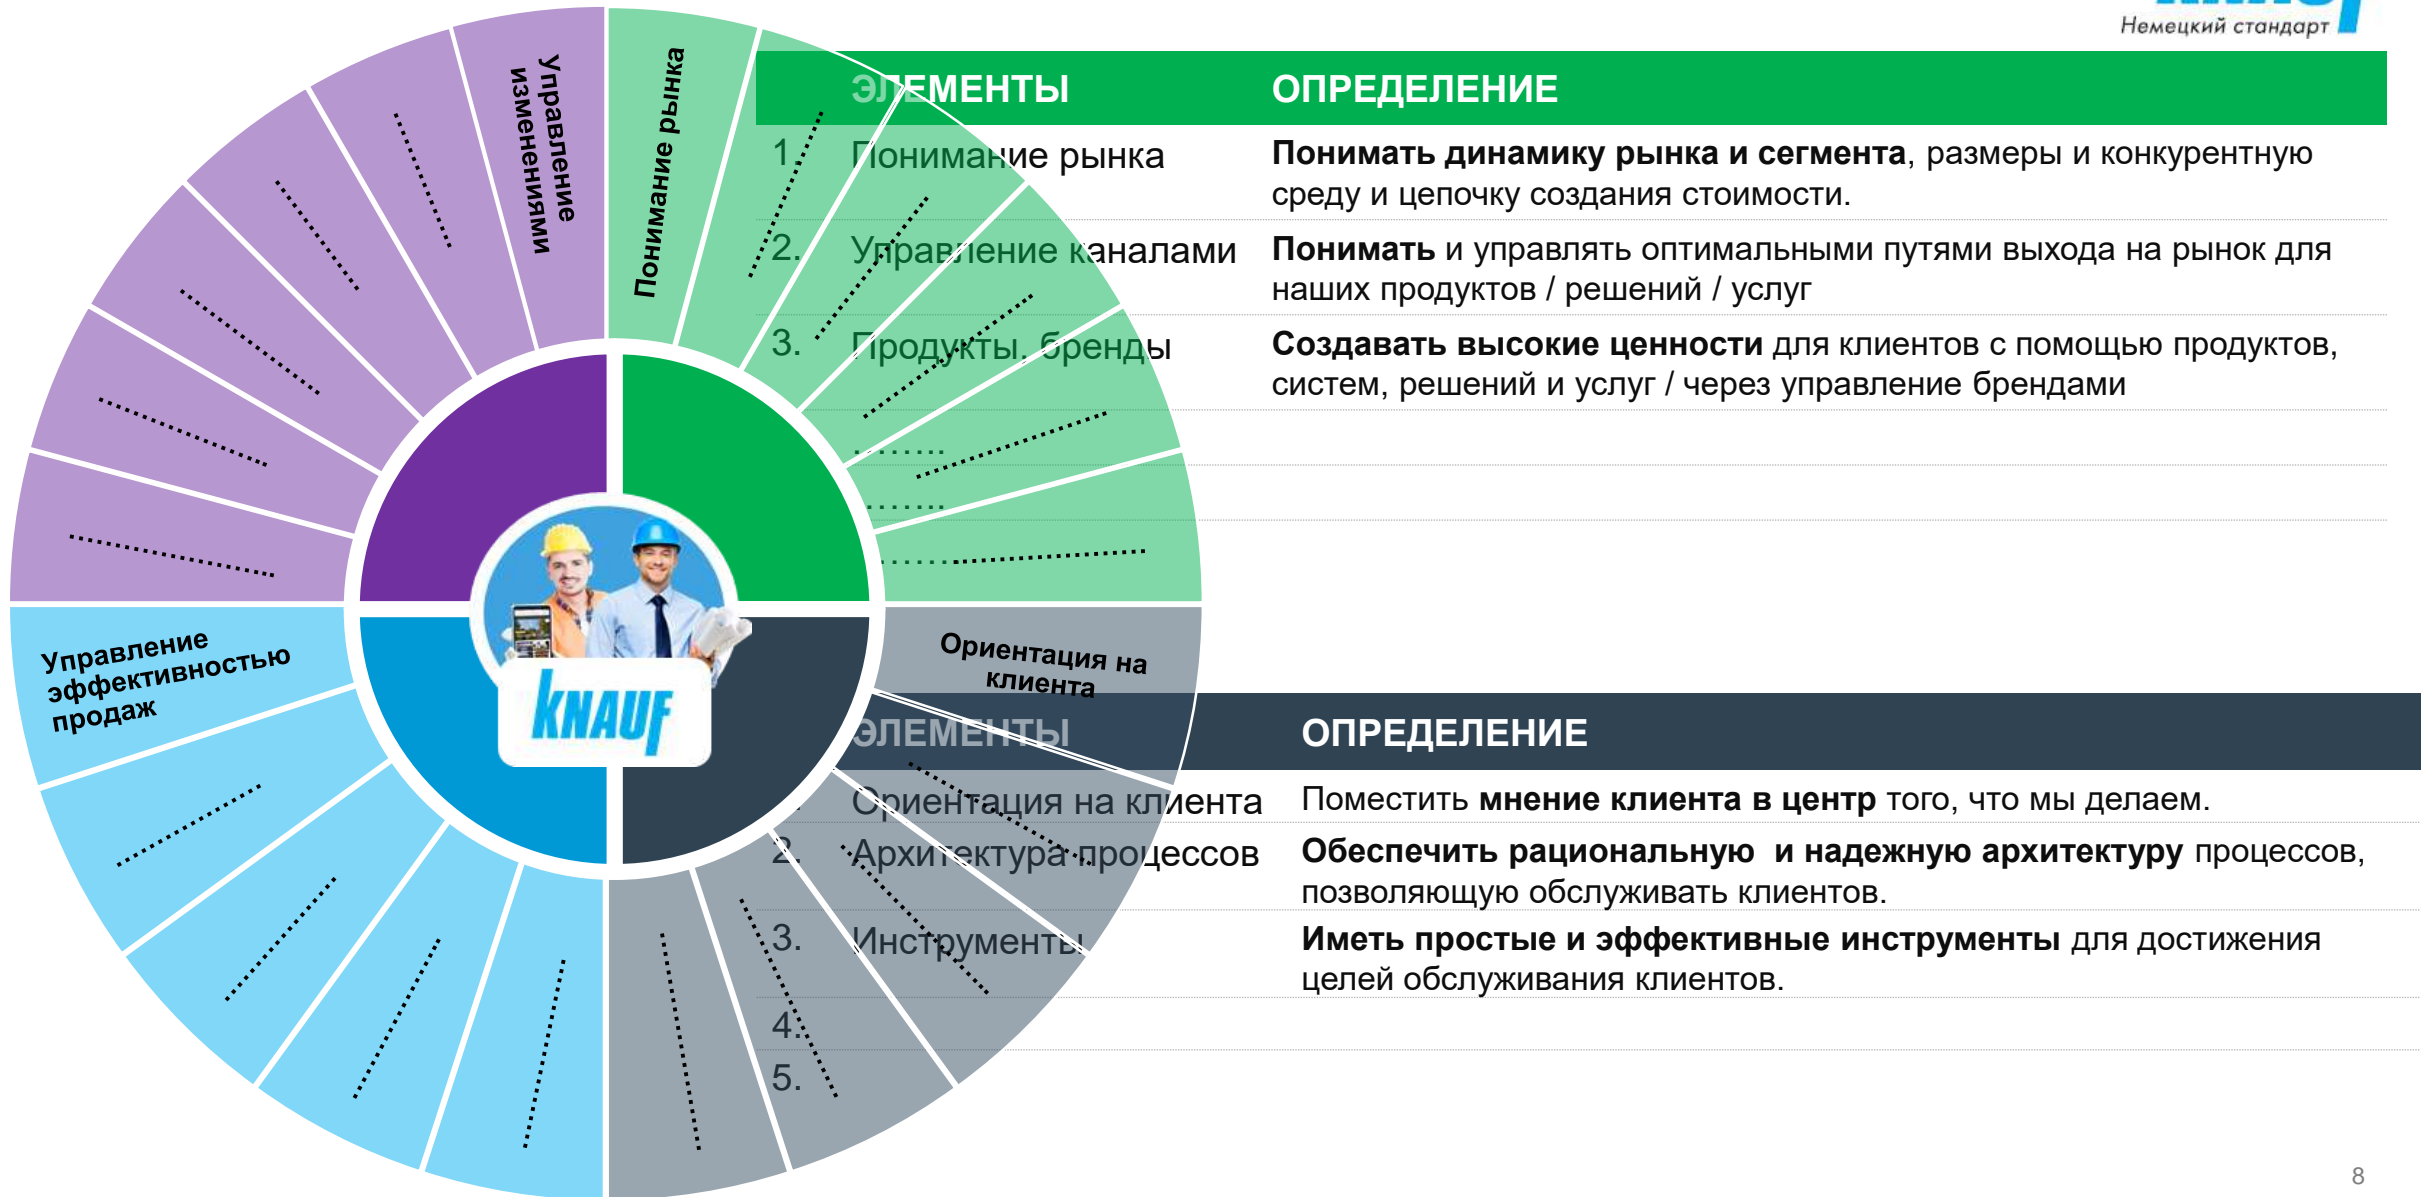 Немецкий стандарт
Управление
изменениями
Понимание рынка
ЭЛЕМЕНТЫ ОПРЕДЕЛЕНИЕ
1. Понимание рынка Понимать динамику рынка и сегмента, размеры и конкурентную
среду и цепочку создания стоимости.
2. Управление каналами Понимать и управлять оптимальными путями выхода на рынок для
наших продуктов / решений / услуг
3. Продукты. бренды Создавать высокие ценности для клиентов с помощью продуктов,
систем, решений и услуг / через управление брендами
Управление
эффективностью
продаж
Ориентация на
клиента
KNAUF
ЭЛЕМЕНТЫ ОПРЕДЕЛЕНИЕ
Ориентация на клиента Поместить мнение клиента в центр того, что мы делаем.
2. Архитектура процессов Обеспечить рациональную и надежную архитектуру процессов,
позволяющую обслуживать клиентов.
3. Инструменты Иметь простые и эффективные инструменты для достижения
целей обслуживания клиентов.
4.
5.
8